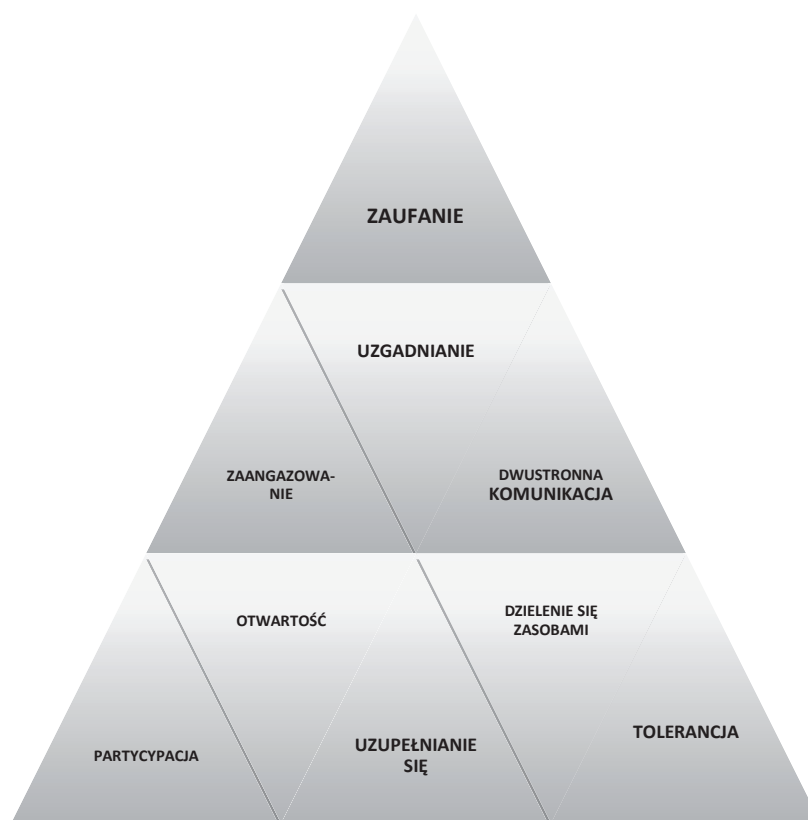 ZAUFANIE
UZGADNIANIE
ZAANGAZOWA-
NIE
DWUSTRONNA
KOMUNIKACJA
OTWARTOŚĆ
DZIELENIE SIĘ
ZASOBAMI
PARTYCYPACJA
UZUPEŁNIANIE
SIĘ
TOLERANCJA